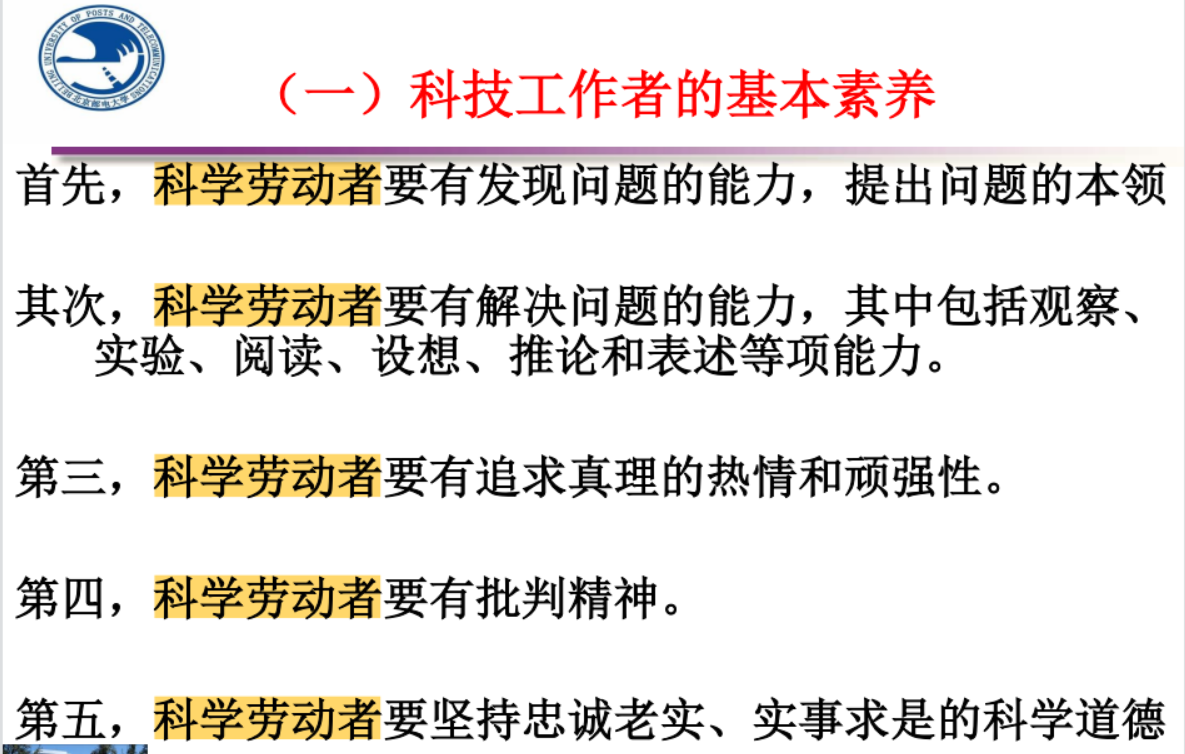 BEIJING UNIVERSITY OF POSTS AND TELECOMMUNICATIONS
北京邮电大学
（一）科技工作者的基本素养
首先，科学劳动者要有发现问题的能力，提出问题的本领
其次，科学劳动者要有解决问题的能力，其中包括观察、
实验、阅读、设想、推论和表述等项能力。
第三，科学劳动者要有追求真理的热情和顽强性。
第四，科学劳动者要有批判精神。
第五，科学劳动者要坚持忠诚老实、实事求是的科学道德